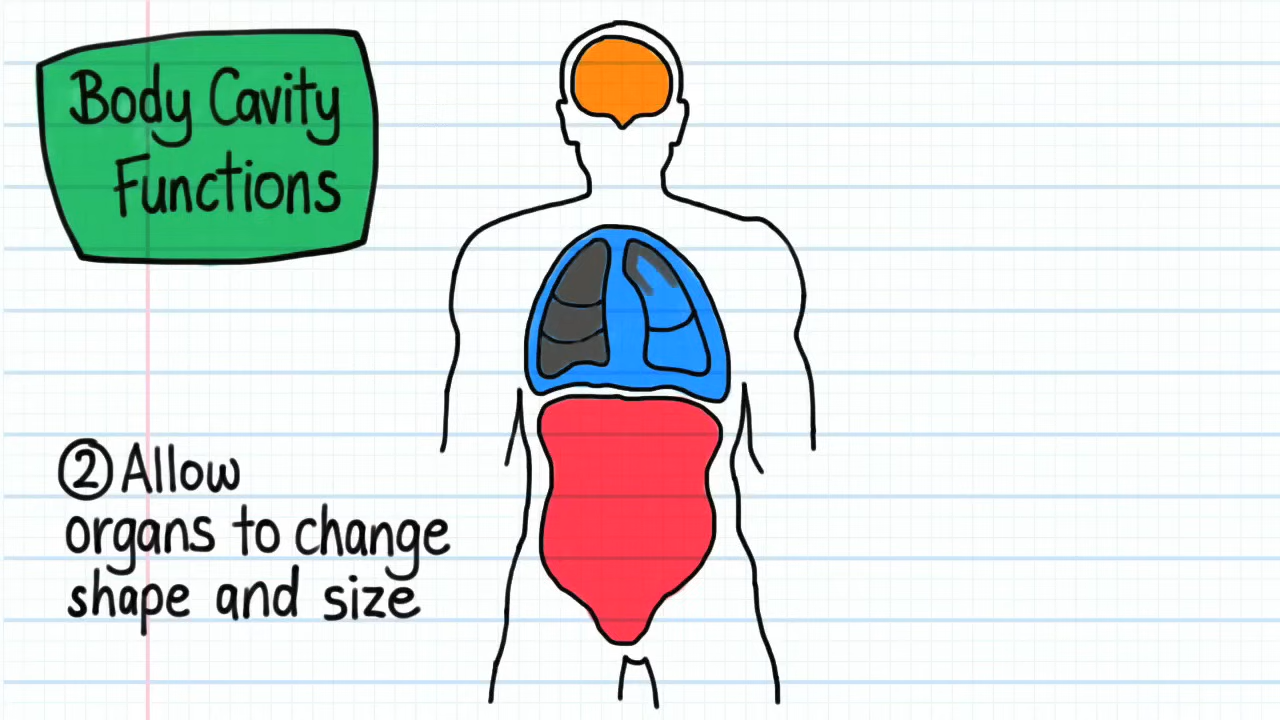 Body Cavity
Functions
② Allow
organs to change
shape and size